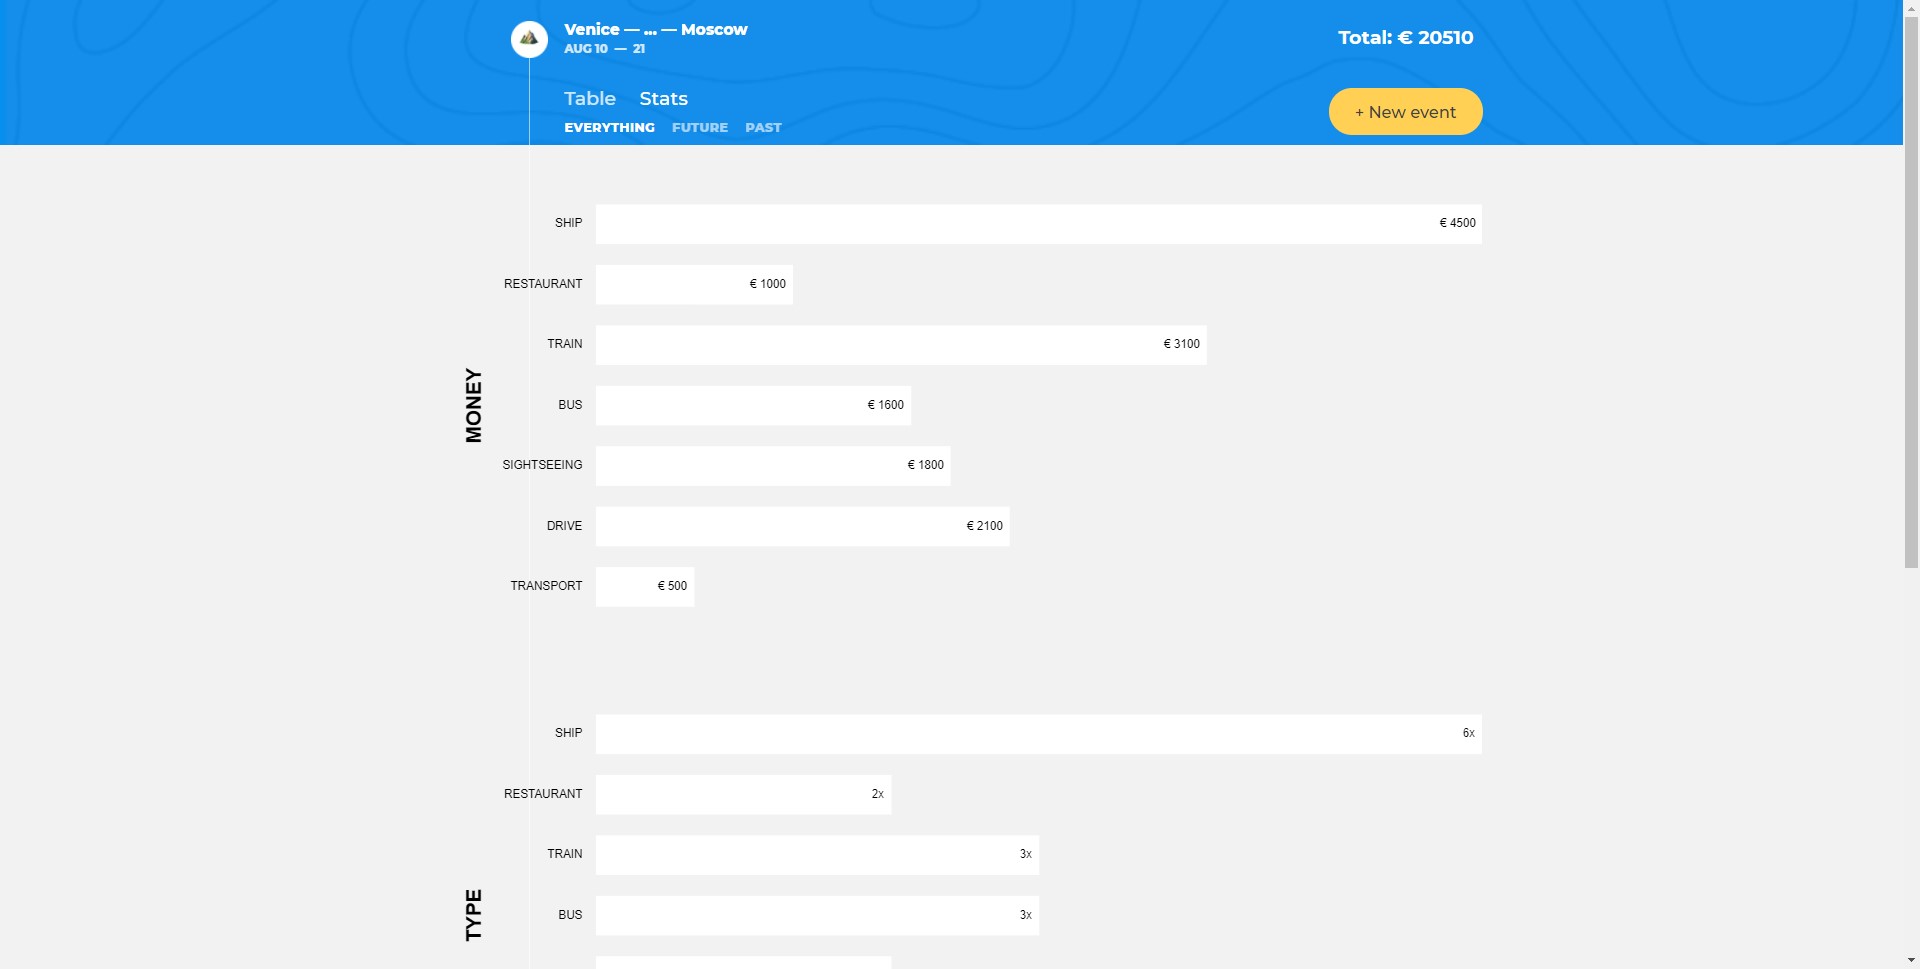 Venice — ... — Moscow
AUG 10 — 21
Total: € 20510
Table Stats
EVERYTHING FUTURE PAST
+ New event
MONEY
SHIP € 4500
RESTAURANT € 1000
TRAIN € 3100
BUS € 1600
SIGHTSEEING € 1800
DRIVE € 2100
TRANSPORT € 500
TYPE
SHIP 6x
RESTAURANT 2x
TRAIN 3x
BUS 3x